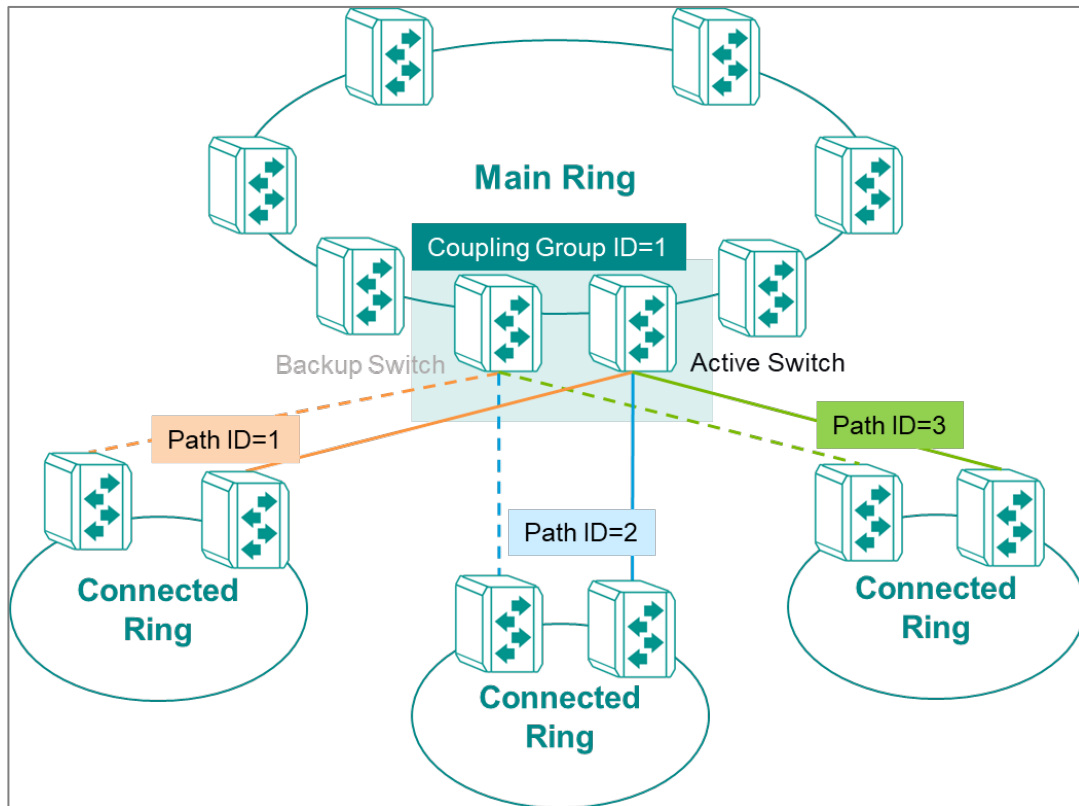 Main Ring
Coupling Group ID=1
Backup Switch
Active Switch
Path ID=1
Path ID=3
Path ID=2
Connected
Ring
Connected
Ring
Connected
Ring